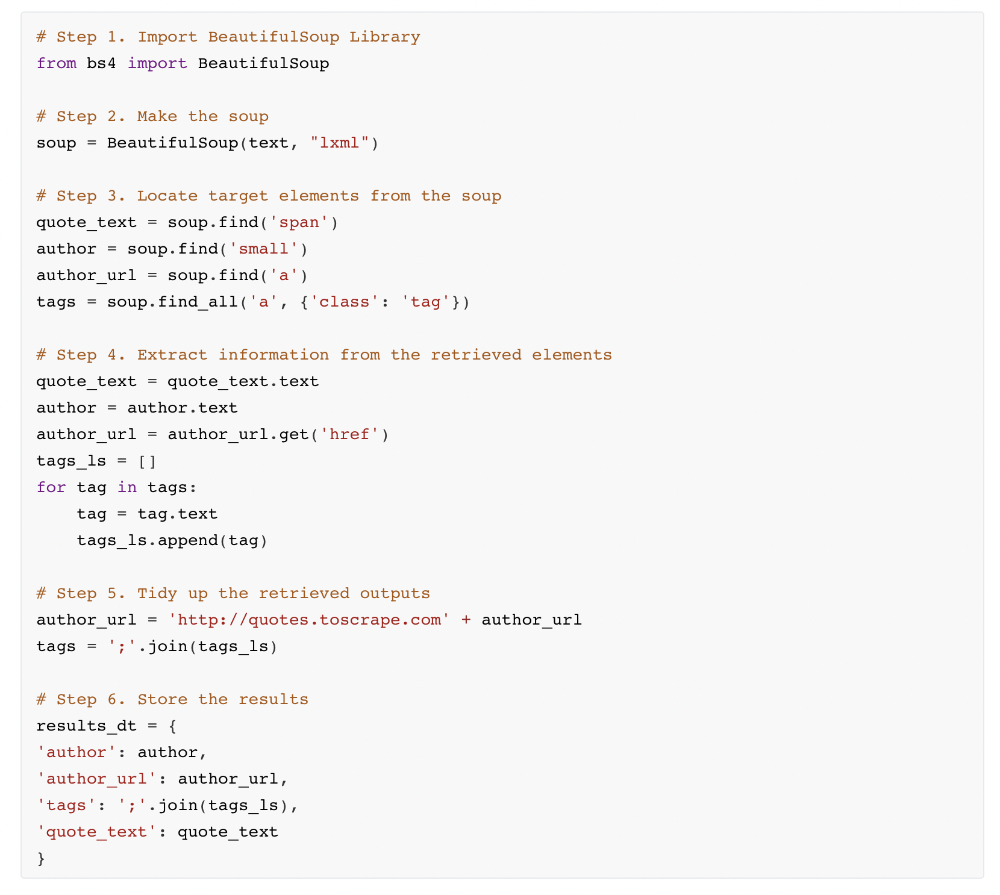 # Step 1. Import BeautifulSoup Library
from bs4 import BeautifulSoup

# Step 2. Make the soup
soup = BeautifulSoup(text, "lxml")

# Step 3. Locate target elements from the soup
quote_text = soup.find('span')
author = soup.find('small')
author_url = soup.find('a')
tags = soup.find_all('a', {'class': 'tag'})

# Step 4. Extract information from the retrieved elements
quote_text = quote_text.text
author = author.text
author_url = author_url.get('href')
tags_ls = []
for tag in tags:
    tag = tag.text
    tags_ls.append(tag)

# Step 5. Tidy up the retrieved outputs
author_url = 'http://quotes.toscrape.com' + author_url
tags = ';'.join(tags_ls)

# Step 6. Store the results
results_dt = {
'author': author,
'author_url': author_url,
'tags': ';'.join(tags_ls),
'quote_text': quote_text
}